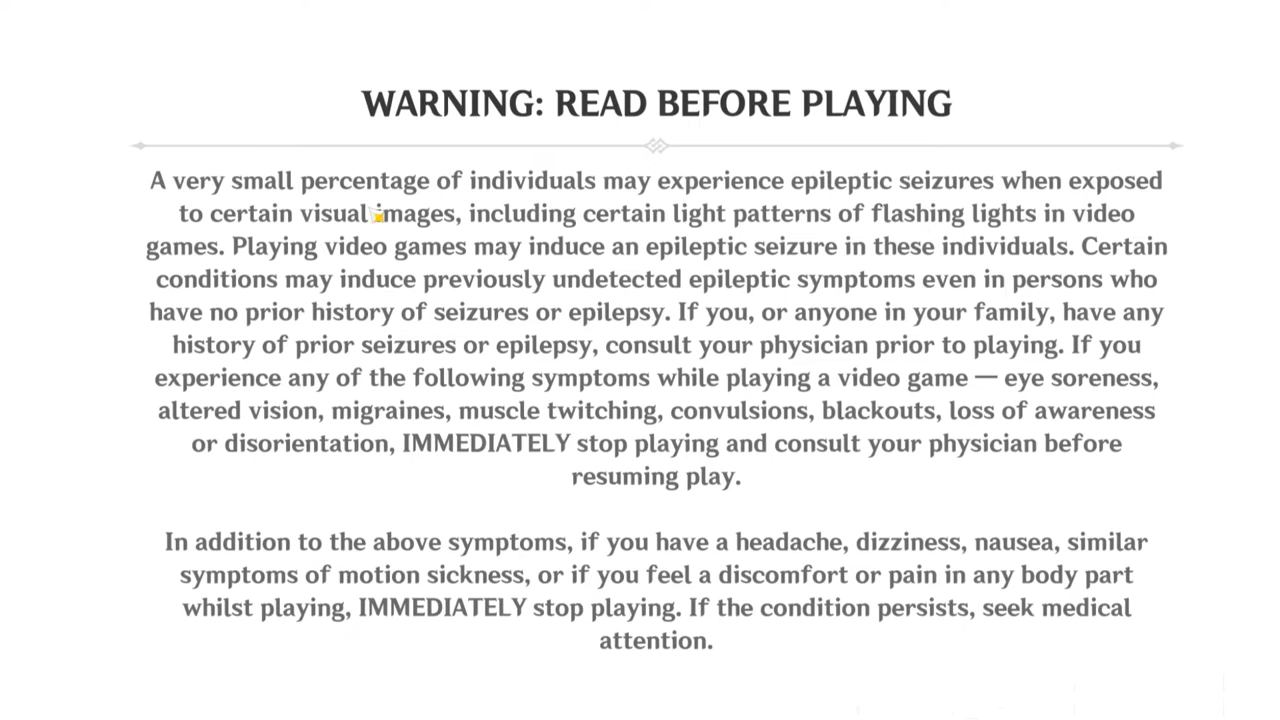 WARNING: READ BEFORE PLAYING
A very small percentage of individuals may experience epileptic seizures when exposed
to certain visual images, including certain light patterns of flashing lights in video
games. Playing video games may induce an epileptic seizure in these individuals. Certain
conditions may induce previously undetected epileptic symptoms even in persons who
have no prior history of seizures or epilepsy. If you, or anyone in your family, have any
history of prior seizures or epilepsy, consult your physician prior to playing. If you
experience any of the following symptoms while playing a video game — eye soreness,
altered vision, migraines, muscle twitching, convulsions, blackouts, loss of awareness
or disorientation, IMMEDIATELY stop playing and consult your physician before
resuming play.
In addition to the above symptoms, if you have a headache, dizziness, nausea, similar
symptoms of motion sickness, or if you feel a discomfort or pain in any body part
whilst playing, IMMEDIATELY stop playing. If the condition persists, seek medical
attention.